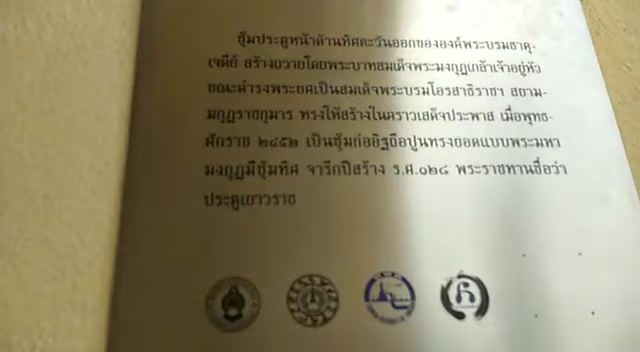 ซุ้มประตูหน้าด้านทิศตะวันออกขององค์พระบรมธาตุ-
เจดีย์ สร้างถวายโดยพระบาทสมเด็จพระมงกุฎเกล้าเจ้าอยู่หัว
ขณะดำรงพระยศเป็นสมเด็จพระบรมโอรสาธิราชฯ สยาม-
มกุฎราชกุมาร ทรงให้สร้างในคราวเสด็จประพาส เมื่อพุทธ-
ศักราช ๒๔๕๒ เป็นซุ้มก่ออิฐถือปูนทรงยอดแบบพระมหา
มงกุฎมีซุ้มทิศ จารึกปีสร้าง ร.ศ.๑๒๘ พระราชทานชื่อว่า
ประตูเยาวราช